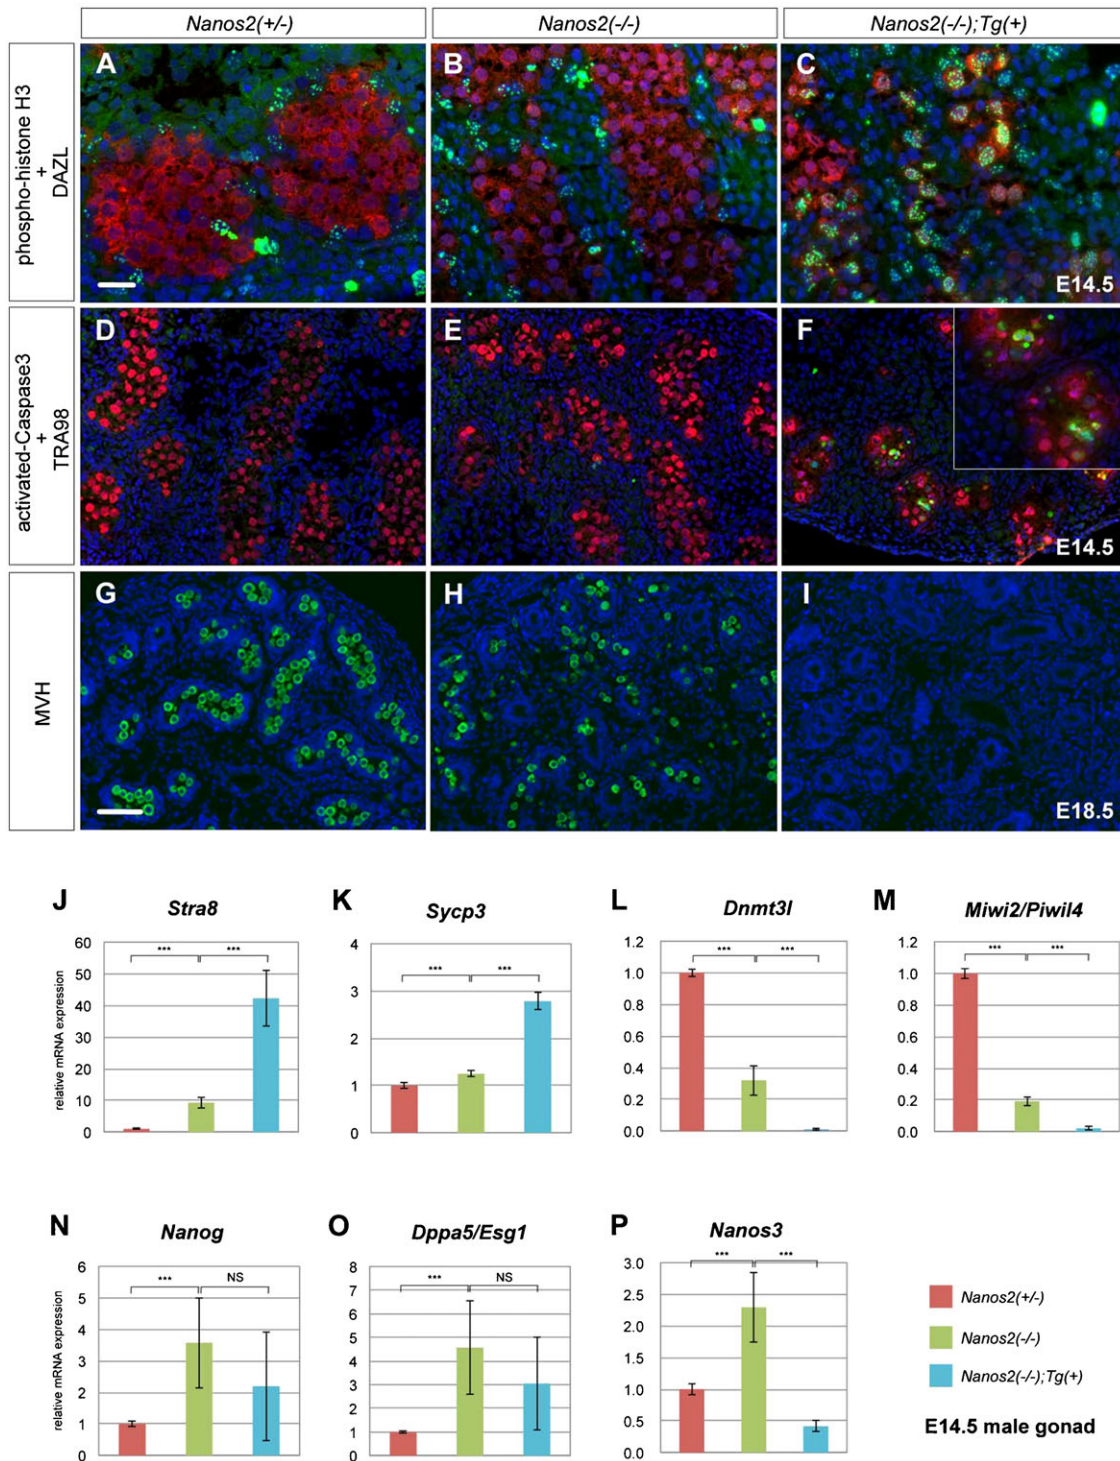 Nanos2(+/-)
Nanos2(-/-)
Nanos2(-/-);Tg(+)
phospho-histone H3
+
DAZL
A
B
C
E14.5
activated-Caspase3
+
TRA98
D
E
F
E14.5
MVH
G
H
I
E18.5
J
Stra8
relative mRNA expression
60
50
40
30
20
10
0
***
***
K
Sycp3
4
3
2
1
0
***
***
L
Dnmt3l
1.2
1.0
0.8
0.6
0.4
0.2
0.0
***
***
M
Miwi2/Piwil4
1.2
1.0
0.8
0.6
0.4
0.2
0.0
***
***
N
Nanog
relative mRNA expression
6
5
4
3
2
1
0
***
NS
O
Dppa5/Esg1
8
7
6
5
4
3
2
1
0
***
NS
P
Nanos3
3.0
2.5
2.0
1.5
1.0
0.5
0.0
***
***
Nanos2(+/-)
Nanos2(-/-)
Nanos2(-/-);Tg(+)
E14.5 male gonad